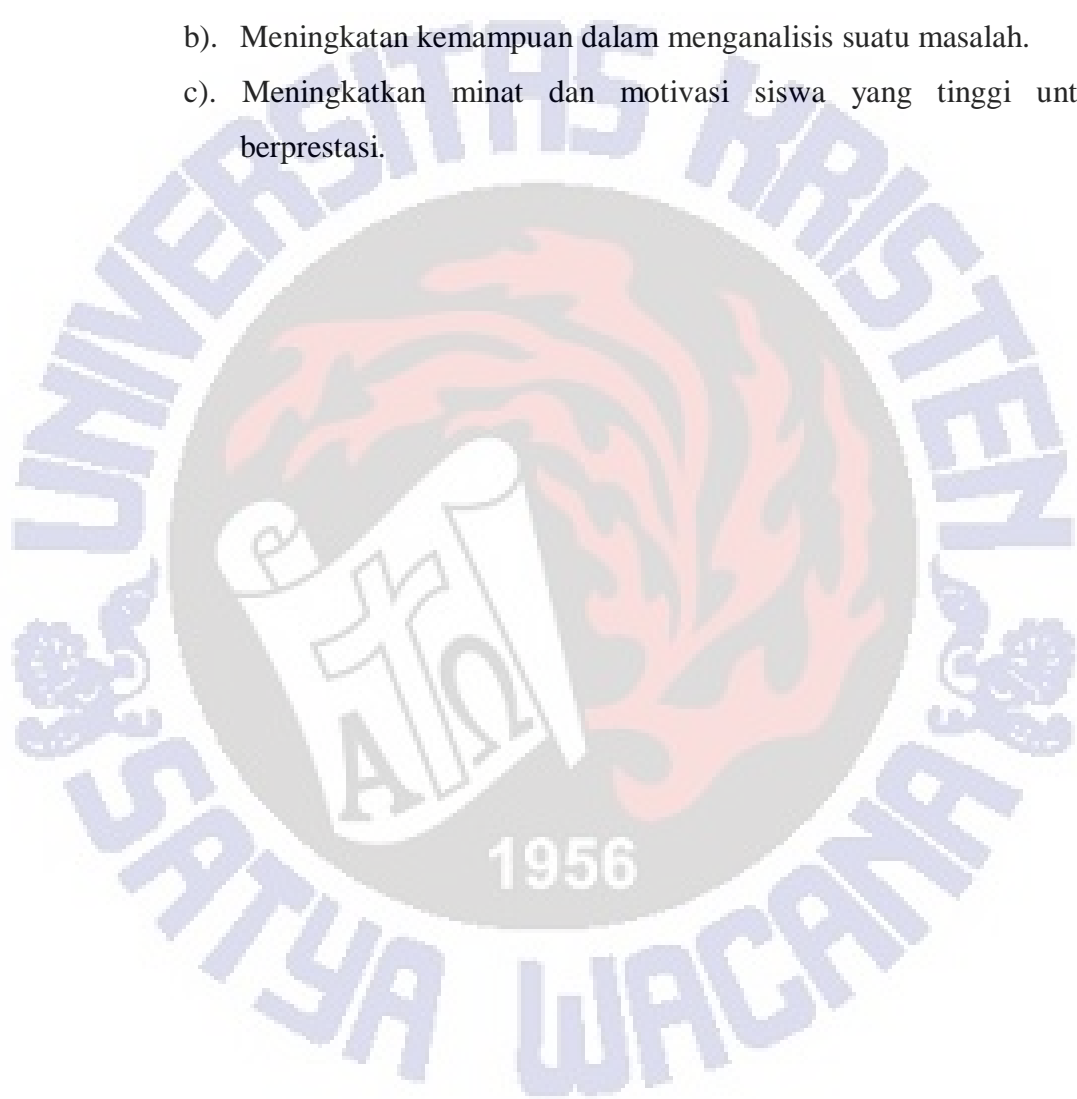 b). Meningkatan kemampuan dalam menganalisis suatu masalah.
c). Meningkatkan minat dan motivasi siswa yang tinggi unt
berprestasi.
UNIVERSITAS KRISTEN
Α Ω
1956
SATYA WACANA